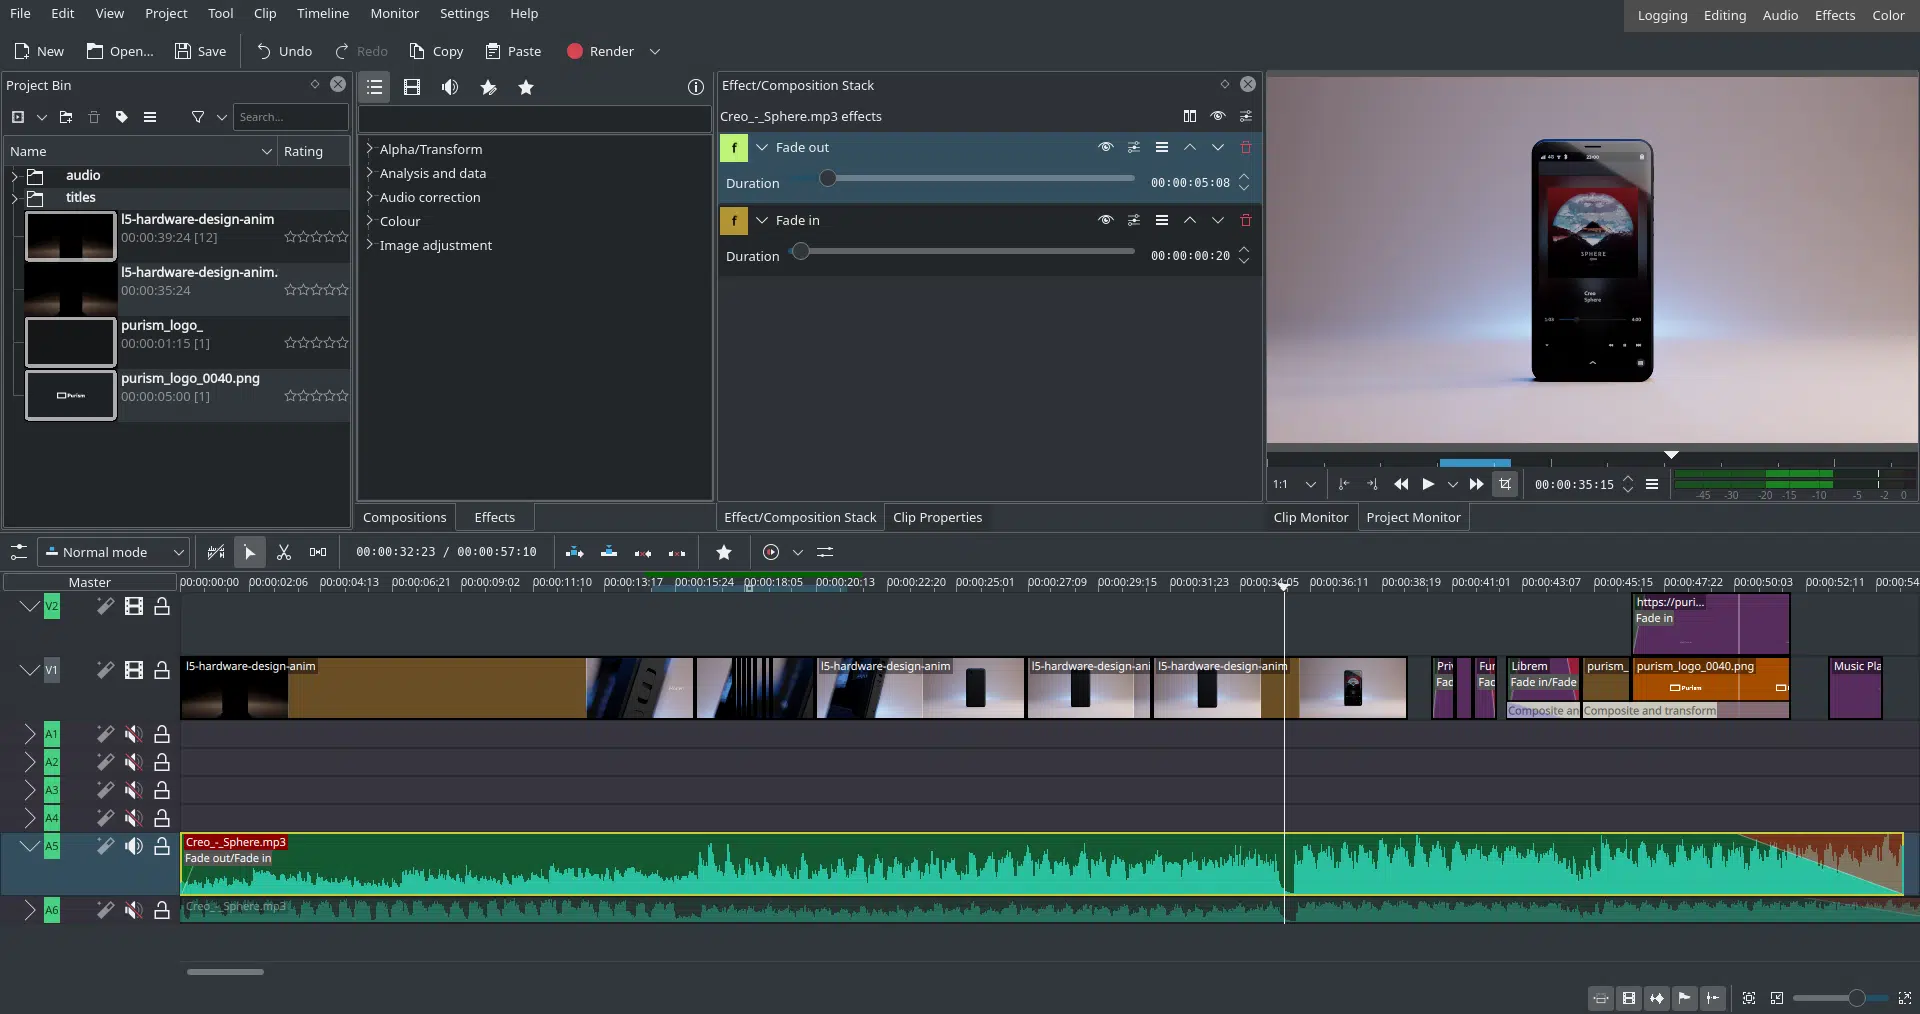 File Edit View Project Tool Clip Timeline Monitor Settings Help
Logging Editing Audio Effects Color
New Open... Save Undo Redo Copy Paste Render
Project Bin
Search...
Name Rating
audio
titles
l5-hardware-design-anim
00:00:39:24 [12]
l5-hardware-design-anim.
00:00:35:24
purism_logo_
00:00:01:15 [1]
purism_logo_0040.png
00:00:05:00 [1]
Purism
Alpha/Transform
Analysis and data
Audio correction
Colour
Image adjustment
Compositions Effects
Effect/Composition Stack
Creo_-_Sphere.mp3 effects
f Fade out
Duration 00:00:05:08
f Fade in
Duration 00:00:00:20
Effect/Composition Stack Clip Properties
SPHERE
Creo
Sphere
1:03 4:00
1:1 00:00:35:15
-45 -30 -20 -15 -10 -5 -2 0
Clip Monitor Project Monitor
Normal mode 00:00:32:23 / 00:00:57:10
Master
00:00:00:00 00:00:02:06 00:00:04:13 00:00:06:21 00:00:09:02 00:00:11:10 00:00:13:17 00:00:15:24 00:00:18:05 00:00:20:13 00:00:22:20 00:00:25:01 00:00:27:09 00:00:29:15 00:00:31:23 00:00:34:05 00:00:36:11 00:00:38:19 00:00:41:01 00:00:43:07 00:00:45:15 00:00:47:22 00:00:50:03 00:00:52:11 00:00:54
V2 https://puri...
Fade in
V1 l5-hardware-design-anim l5-hardware-design-anim l5-hardware-design-ani l5-hardware-design-anim Priv Fur Librem purism_ purism_logo_0040.png Music Pla
Fad Fad Fade in/Fade Purism
Composite an Composite and transform
A1
A2
A3
A4
A5 Creo_-_Sphere.mp3
Fade out/Fade in
A6 Creo_-_Sphere.mp3